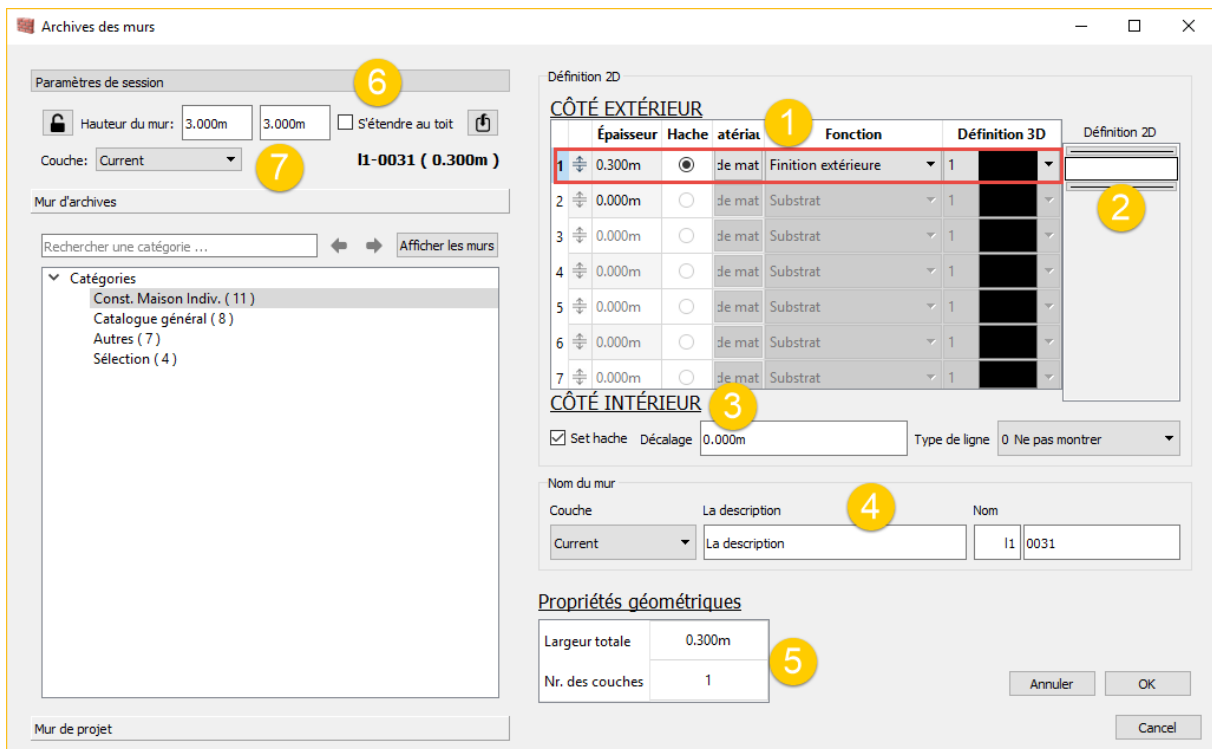 Archives des murs
Paramètres de session
6
Hauteur du mur: 3.000m 3.000m S'étendre au toit
Couche: Current 7 l1-0031 ( 0.300m )
Mur d'archives
Rechercher une catégorie ... Afficher les murs
Catégories
Const. Maison Indiv. ( 11 )
Catalogue général ( 8 )
Autres ( 7 )
Sélection ( 4 )
Mur de projet
Définition 2D
CÔTÉ EXTÉRIEUR
1
Épaisseur Hache atériau Fonction Définition 3D Définition 2D
1 0.300m de mat Finition extérieure 1
2 0.000m de mat Substrat 1 2
3 0.000m de mat Substrat 1
4 0.000m de mat Substrat 1
5 0.000m de mat Substrat 1
6 0.000m de mat Substrat 1
7 0.000m de mat Substrat 1
CÔTÉ INTÉRIEUR 3
Set hache Décalage 0.000m Type de ligne 0 Ne pas montrer
Nom du mur
Couche La description 4 Nom
Current La description l1 0031
Propriétés géométriques
Largeur totale 0.300m
5
Nr. des couches 1
Annuler OK
Cancel